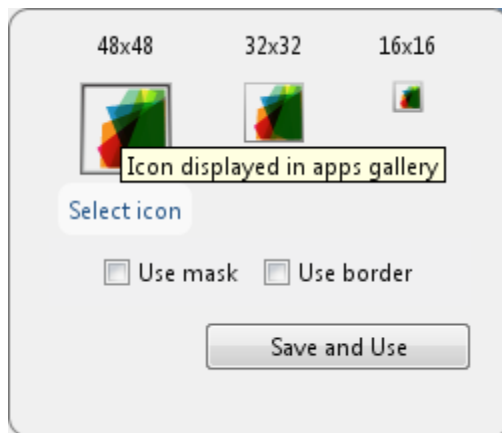 48x48 32x32 16x16
Icon displayed in apps gallery
Select icon
Use mask Use border
Save and Use